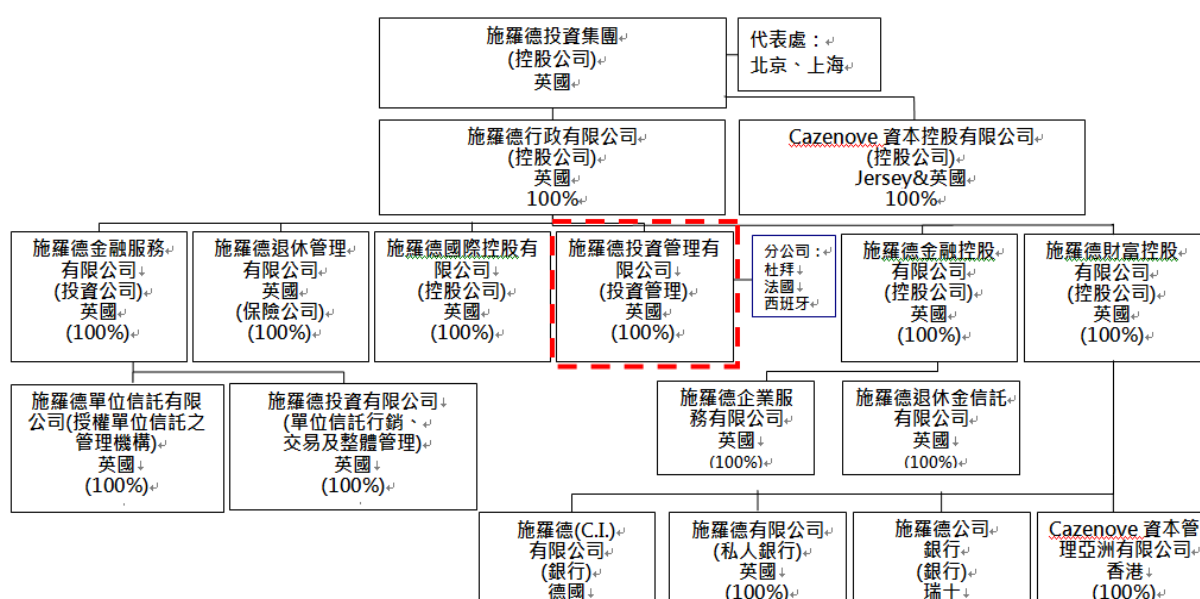 施羅德投資集團
(控股公司)
英國
代表處：
北京、上海
施羅德行政有限公司
(控股公司)
英國
100%
Cazenove 資本控股有限公司
(控股公司)
Jersey&英國
100%
施羅德金融服務
有限公司
(投資公司)
英國
(100%)
施羅德退休管理
有限公司
英國
(保險公司)
(100%)
施羅德國際控股有
限公司
(控股公司)
英國
(100%)
施羅德投資管理有
限公司
(投資管理)
英國
(100%)
分公司：
杜拜
法國
西班牙
施羅德金融控股
有限公司
(控股公司)
英國
(100%)
施羅德財富控股
有限公司
(控股公司)
英國
(100%)
施羅德單位信託有限
公司(授權單位信託之
管理機構)
英國
(100%)
施羅德投資有限公司
(單位信託行銷、
交易及整體管理)
英國
(100%)
施羅德企業服
務有限公司
英國
(100%)
施羅德退休金信託
有限公司
英國
(100%)
施羅德(C.I.)
有限公司
(銀行)
德國
施羅德有限公司
(私人銀行)
英國
(100%)
施羅德公司
銀行
(銀行)
瑞士
Cazenove 資本管
理亞洲有限公司
香港
(100%)